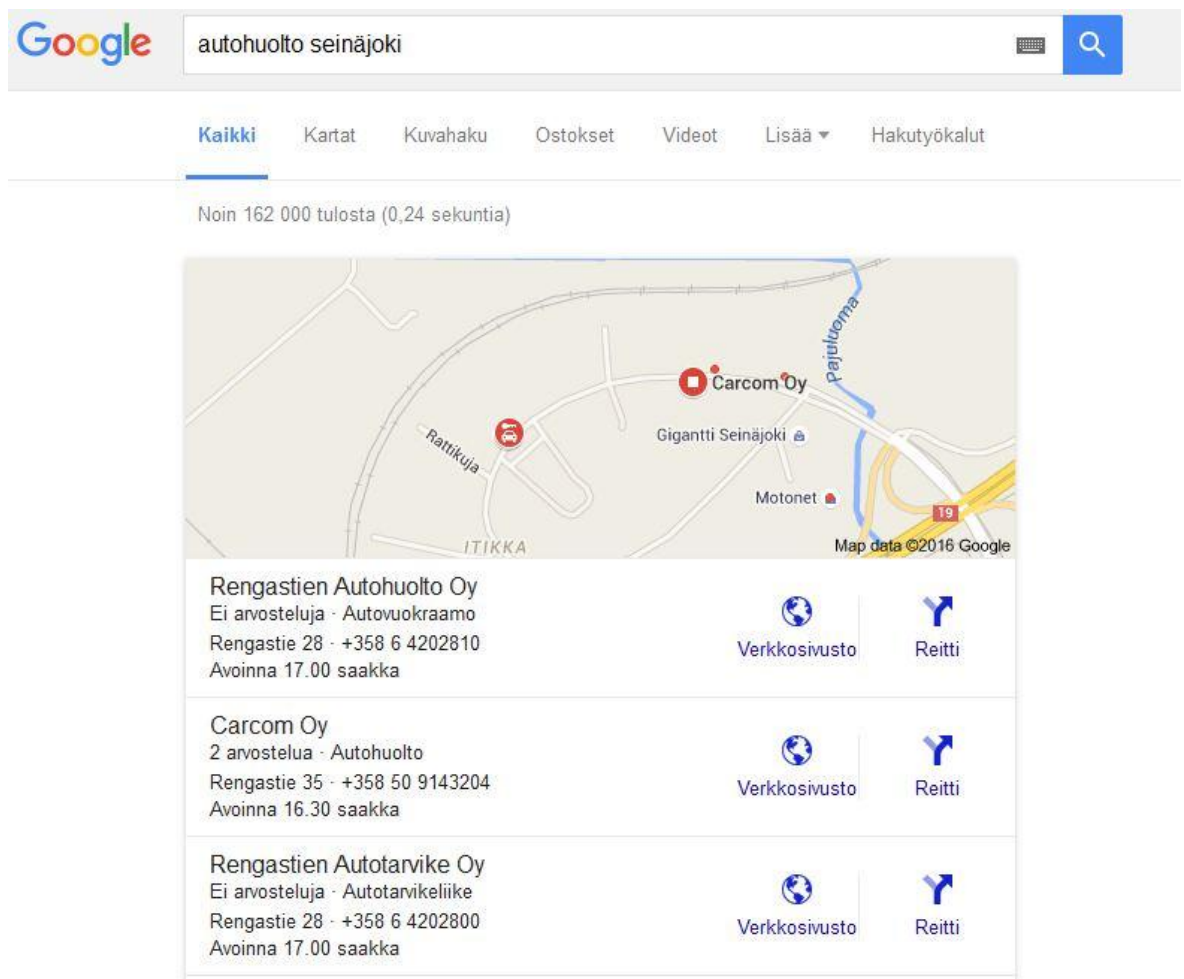 Google
autohuolto seinäjoki
Kaikki Kartat Kuvahaku Ostokset Videot Lisää Hakutyökalut
Noin 162 000 tulosta (0,24 sekuntia)
Pajuluoma
Carcom Oy
Rattikuja
Gigantti Seinäjoki
Motonet
19
ITIKKA
Map data ©2016 Google
Rengastien Autohuolto Oy
Ei arvosteluja · Autovuokraamo
Rengastie 28 · +358 6 4202810
Avoinna 17.00 saakka
Verkkosivusto Reitti
Carcom Oy
2 arvostelua · Autohuolto
Rengastie 35 · +358 50 9143204
Avoinna 16.30 saakka
Verkkosivusto Reitti
Rengastien Autotarvike Oy
Ei arvosteluja · Autotarvikeliike
Rengastie 28 · +358 6 4202800
Avoinna 17.00 saakka
Verkkosivusto Reitti